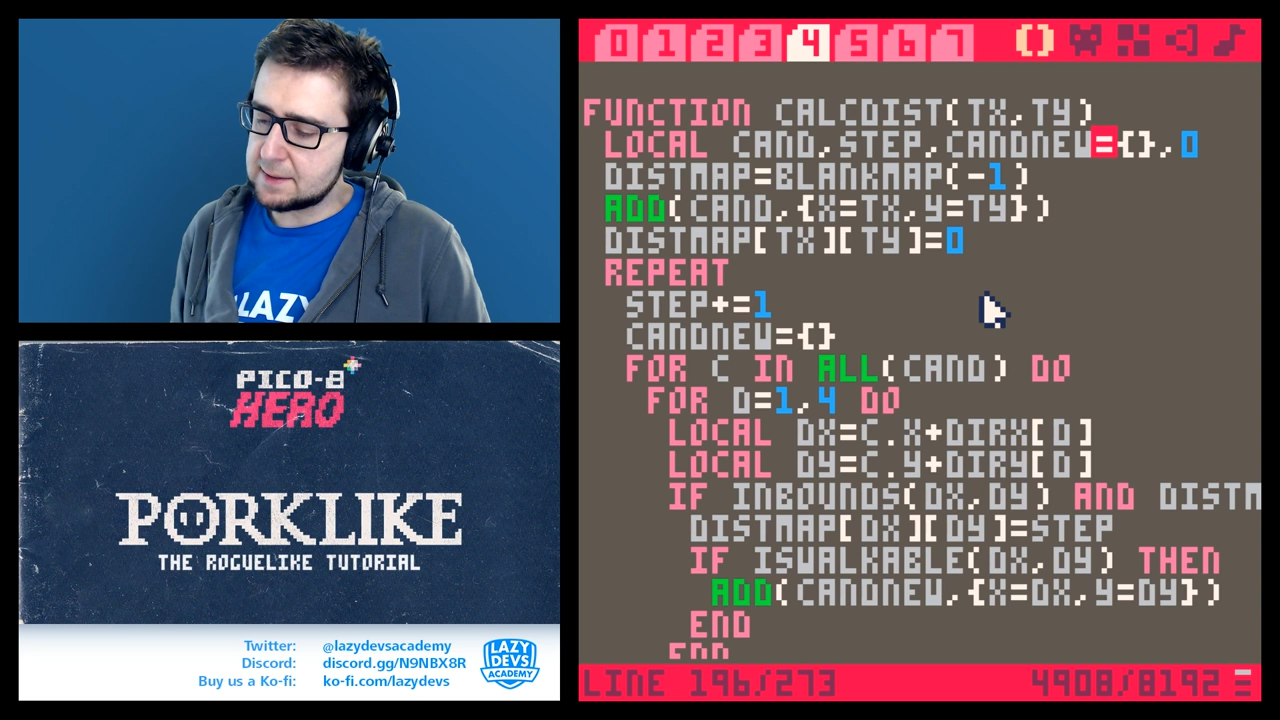 LAZY
PICO-8
HERO
PORKLIKE
THE ROGUELIKE TUTORIAL
Twitter: @lazydevsacademy
Discord: discord.gg/N9NBX8R
Buy us a Ko-fi: ko-fi.com/lazydevs
LAZY
DEVS
ACADEMY
0 1 2 3 4 5 6 7 ()
FUNCTION CALCDIST(TX,TY)
LOCAL CAND,STEP,CANDNEW={},0
DISTMAP=BLANKMAP(-1)
ADD(CAND,{X=TX,Y=TY})
DISTMAP[TX][TY]=0
REPEAT
STEP+=1
CANDNEW={}
FOR C IN ALL(CAND) DO
FOR D=1,4 DO
LOCAL DX=C.X+DIRX[D]
LOCAL DY=C.Y+DIRY[D]
IF INBOUNDS(DX,DY) AND DISTM
DISTMAP[DX][DY]=STEP
IF ISWALKABLE(DX,DY) THEN
ADD(CANDNEW,{X=DX,Y=DY})
END
END
LINE 196/273 4908/8192